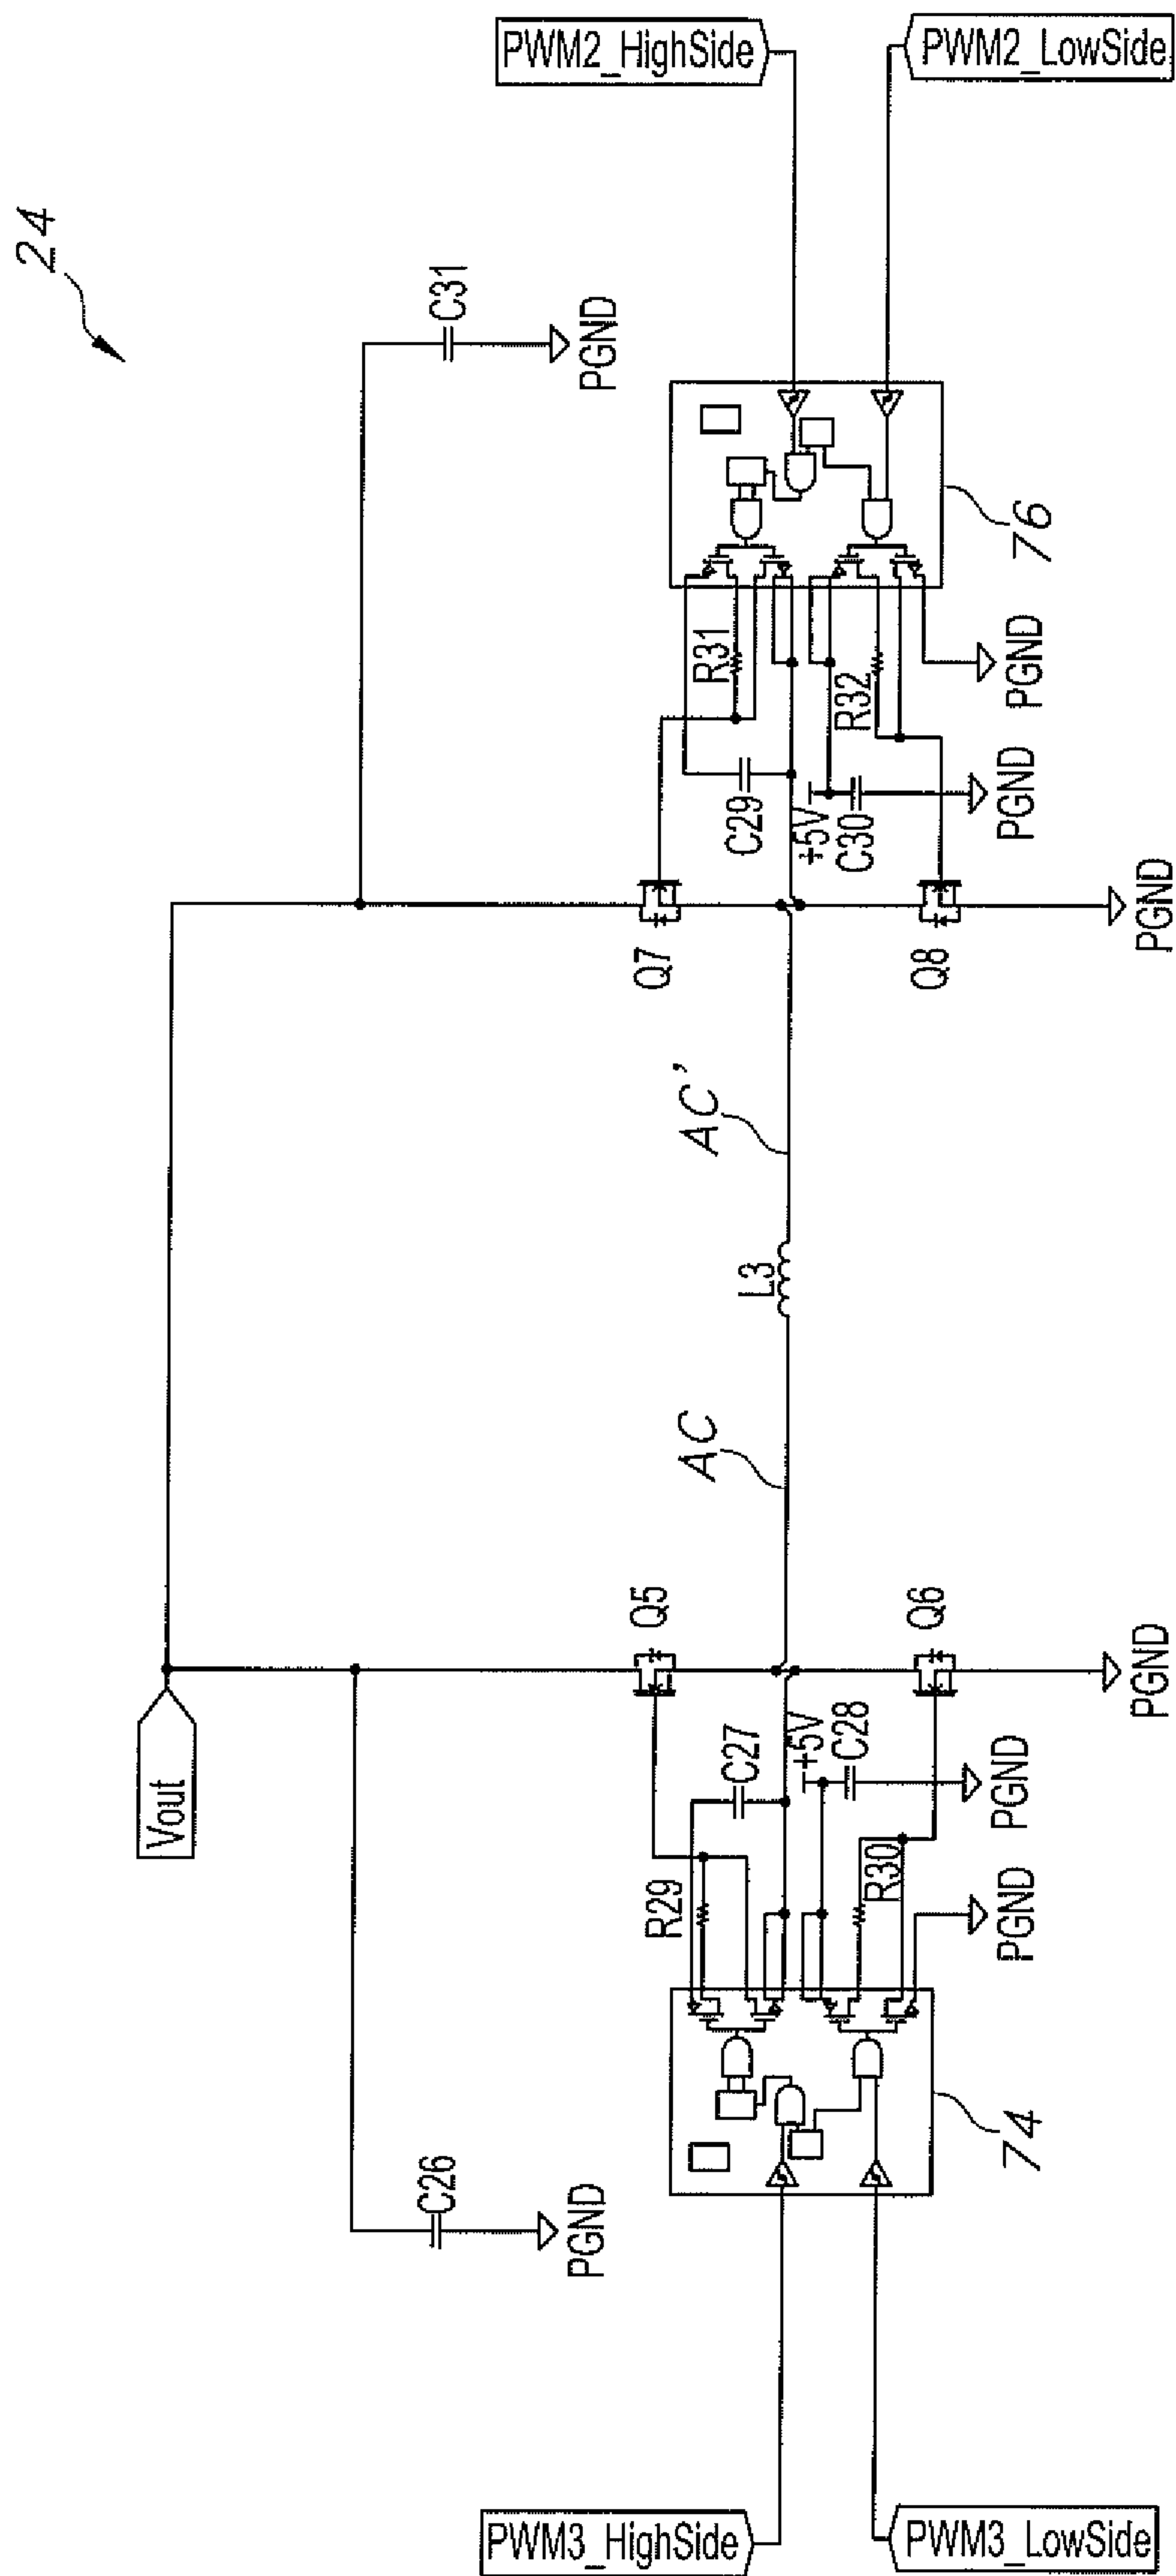 24
PWM2_HighSide
PWM2_LowSide
C31
PGND
76
R31
R32
PGND
C29
+5V
C30
PGND
Q7
Q8
PGND
AC'
L3
AC
Vout
Q5
Q6
PGND
C27
+5V
C28
PGND
R29
R30
PGND
74
C26
PGND
PWM3_HighSide
PWM3_LowSide